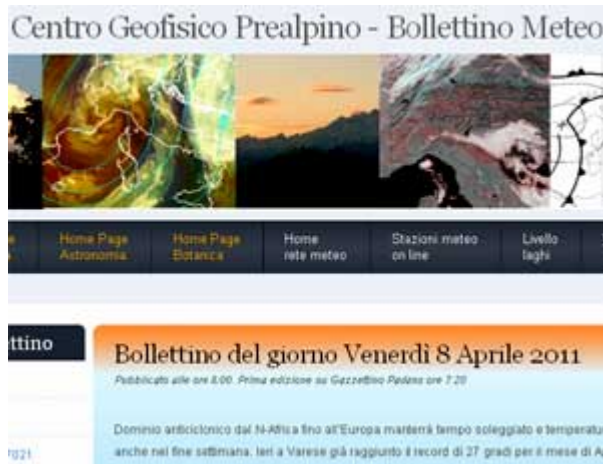 Centro Geofisico Prealpino - Bollettino Meteo
Home Page
Astronomia
Home Page
Botanica
Home
rete meteo
Stazioni meteo
on line
Livello
laghi
ttino
Bollettino del giorno Venerdì 8 Aprile 2011
Pubblicato alle ore 8.00. Prima edizione su Gazzettino Padano ore 7.20
Dominio anticiclonico dal N-Africa fino all'Europa manterrà tempo soleggiato e temperatu
anche nel fine settimana. Ieri a Varese già raggiunto il record di 27 gradi per il mese di A
7021